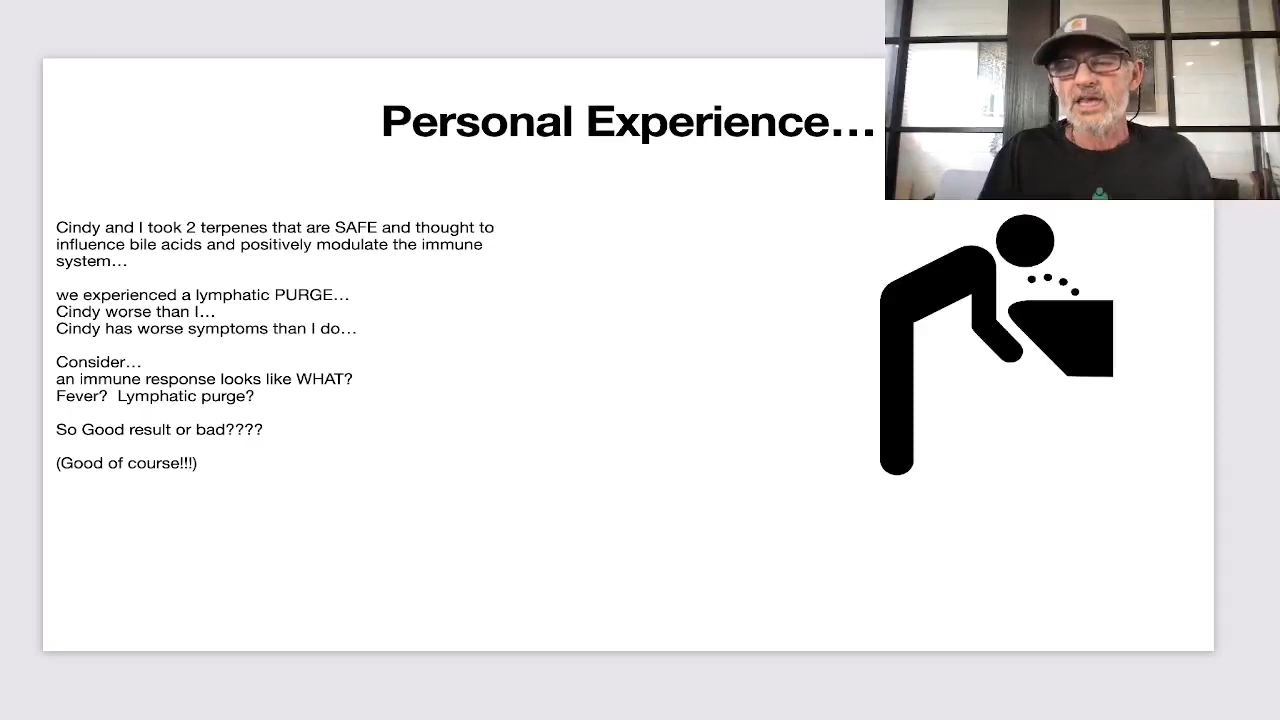 Personal Experience…
Cindy and I took 2 terpenes that are SAFE and thought to
influence bile acids and positively modulate the immune
system…
we experienced a lymphatic PURGE…
Cindy worse than I…
Cindy has worse symptoms than I do…
Consider…
an immune response looks like WHAT?
Fever?  Lymphatic purge?
So Good result or bad????
(Good of course!!!)